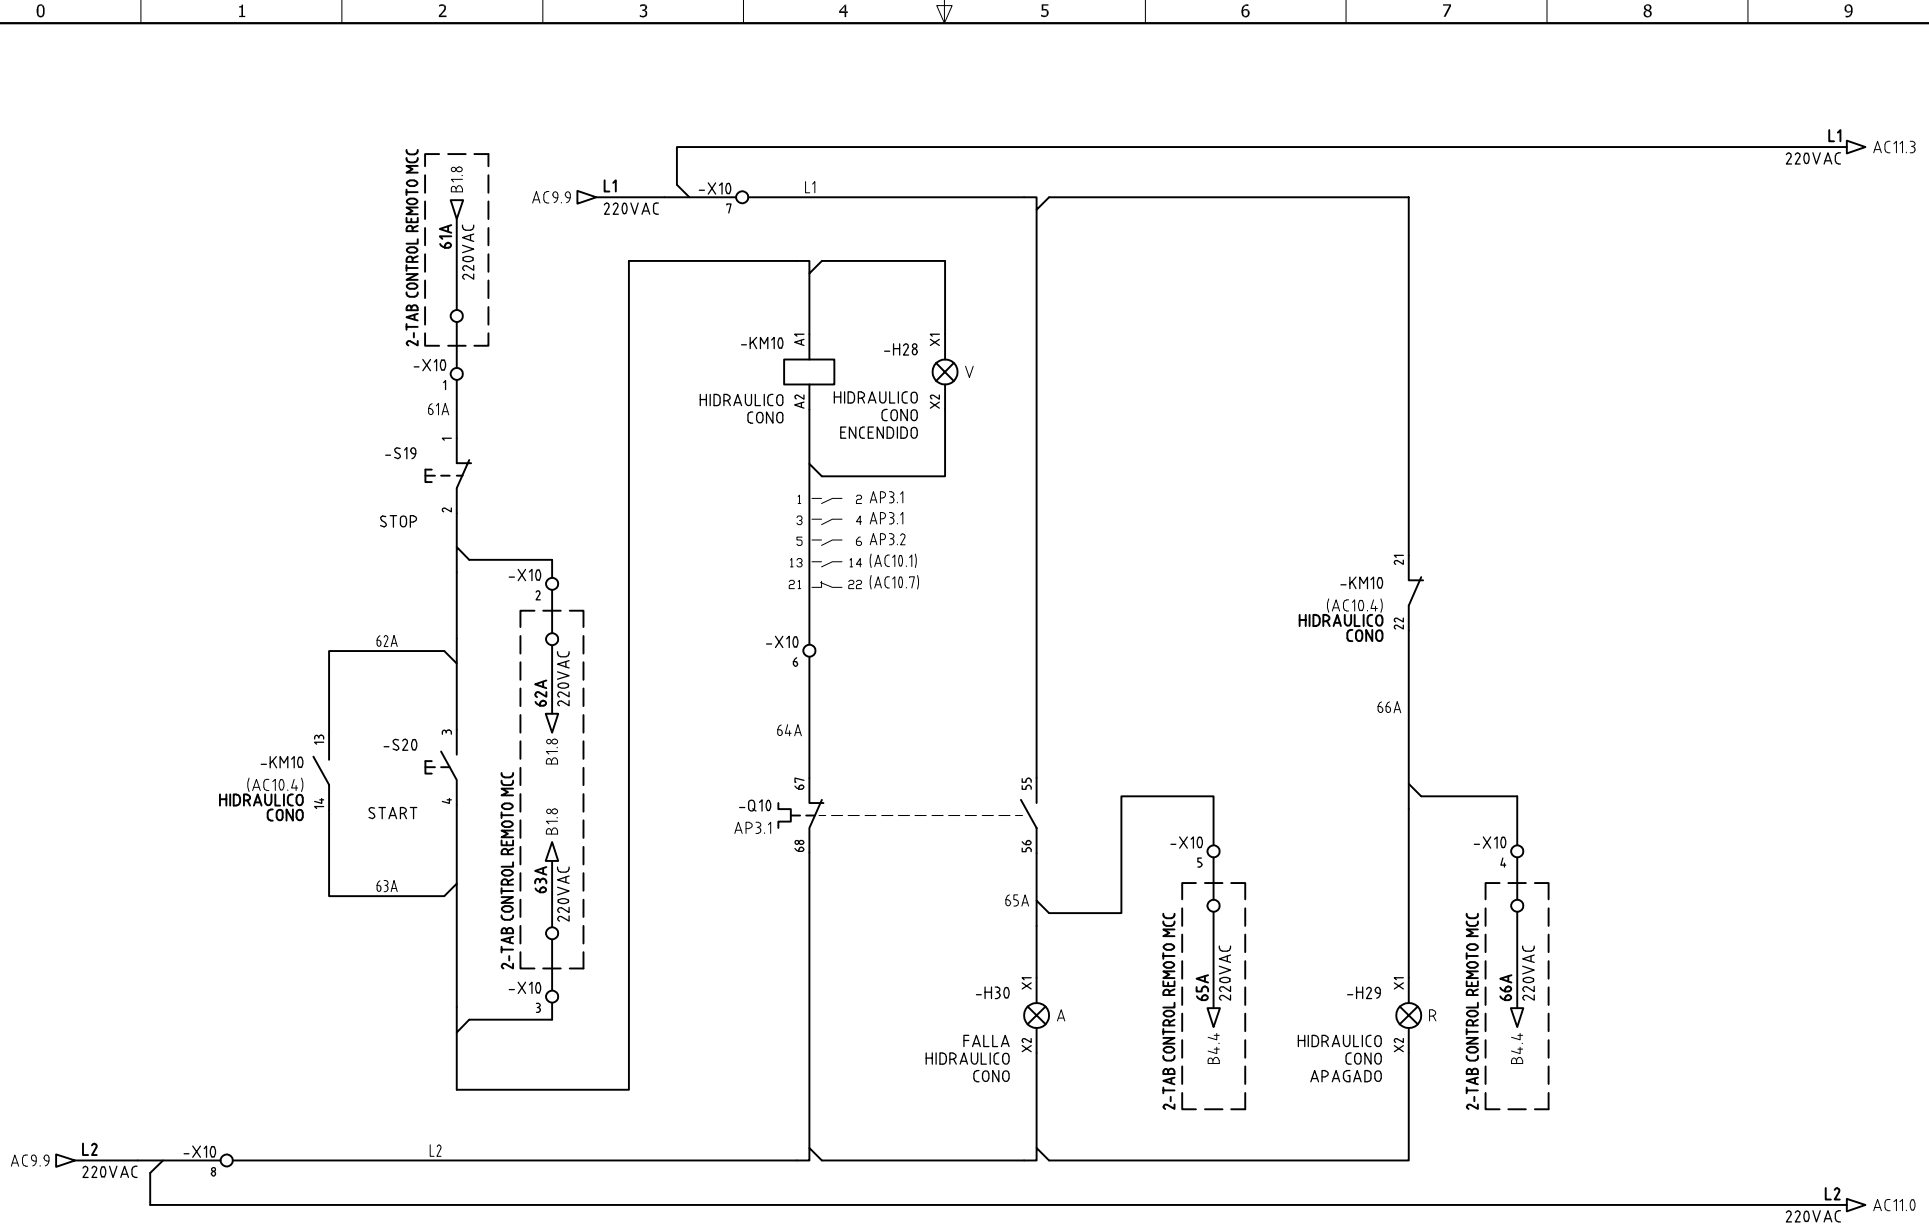 0 1 2 3 4 5 6 7 8 9
L1
220VAC
AC11.3
AC9.9
L1
220VAC
-X10
7
L1
2-TAB CONTROL REMOTO MCC
B1.8
61A
220VAC
-X10
1
61A
1
-S19
2
STOP
-X10
2
62A
220VAC
B1.8
2-TAB CONTROL REMOTO MCC
B1.8
63A
220VAC
-X10
3
62A
13
-KM10
(AC10.4)
14
HIDRAULICO
CONO
3
-S20
4
START
63A
A1
-KM10
A2
HIDRAULICO
CONO
X1
-H28
V
X2
HIDRAULICO
CONO
ENCENDIDO
1 2 AP3.1
3 4 AP3.1
5 6 AP3.2
13 14 (AC10.1)
21 22 (AC10.7)
-X10
6
64A
67
-Q10
AP3.1
68
55
56
65A
X1
-H30
A
X2
FALLA
HIDRAULICO
CONO
-X10
5
2-TAB CONTROL REMOTO MCC
65A
220VAC
B4.4
21
-KM10
(AC10.4)
22
HIDRAULICO
CONO
66A
X1
-H29
R
X2
HIDRAULICO
CONO
APAGADO
-X10
4
2-TAB CONTROL REMOTO MCC
66A
220VAC
B4.4
AC9.9
L2
220VAC
-X10
8
L2
L2
220VAC
AC11.0